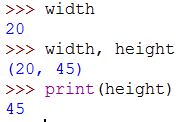 >>> width
20
>>> width, height
(20, 45)
>>> print(height)
45